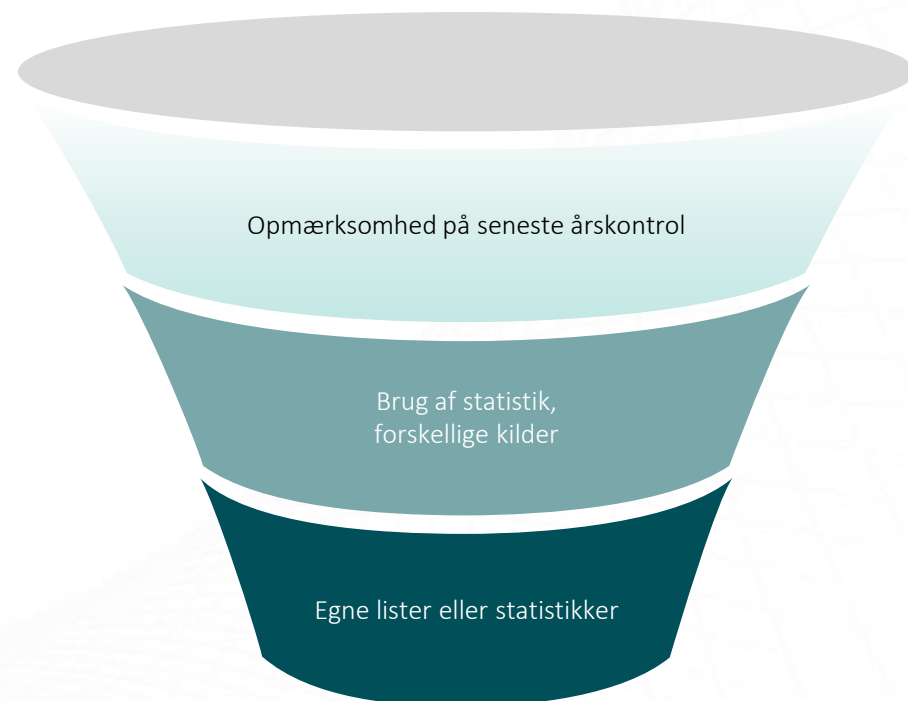 Opmærksomhed på seneste årskontrol
Brug af statistik,
forskellige kilder
Egne lister eller statistikker